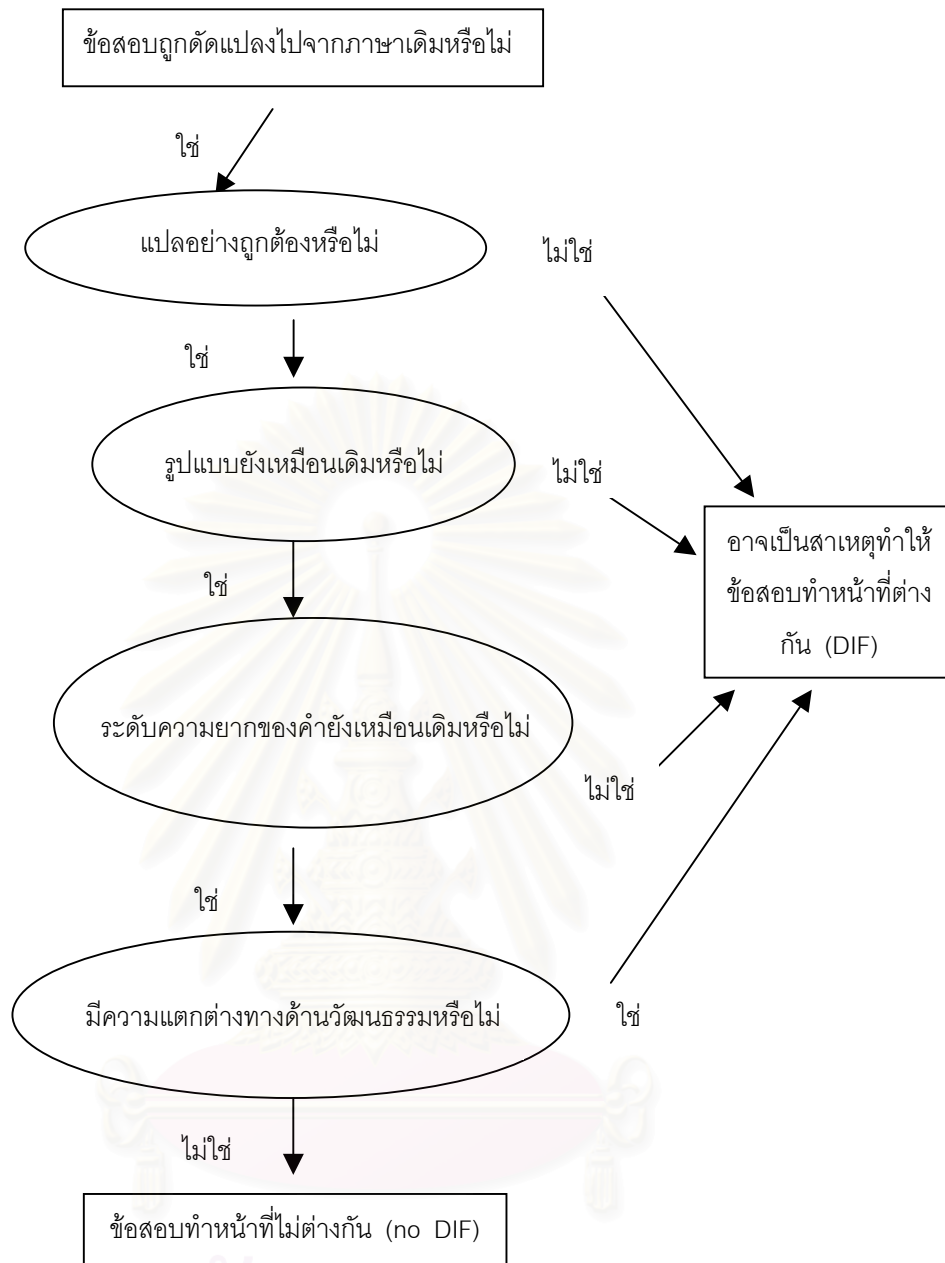 ข้อสอบถูกดัดแปลงไปจากภาษาเดิมหรือไม่
ใช่
แปลอย่างถูกต้องหรือไม่
ไม่ใช่
ใช่
รูปแบบยังเหมือนเดิมหรือไม่
ไม่ใช่
อาจเป็นสาเหตุทำให้
ข้อสอบทำหน้าที่ต่าง
กัน (DIF)
ใช่
ระดับความยากของคำยังเหมือนเดิมหรือไม่
ไม่ใช่
ใช่
มีความแตกต่างทางด้านวัฒนธรรมหรือไม่
ใช่
ไม่ใช่
ข้อสอบทำหน้าที่ไม่ต่างกัน (no DIF)